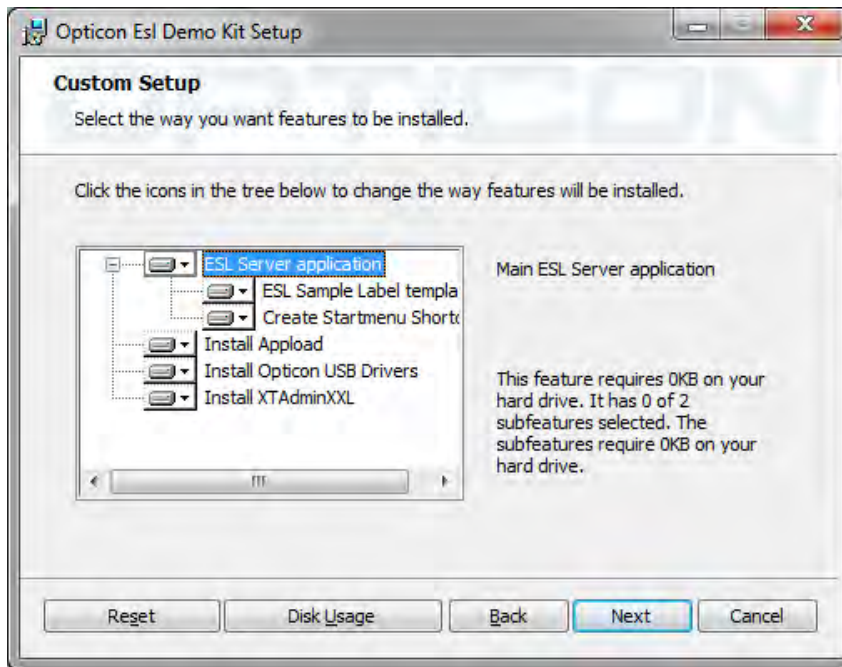 Opticon Esl Demo Kit Setup
OPTICON
Custom Setup
Select the way you want features to be installed.
Click the icons in the tree below to change the way features will be installed.
ESL Server application
ESL Sample Label templa
Create Startmenu Shortc
Install Appload
Install Opticon USB Drivers
Install XTAdminXXL
Main ESL Server application
This feature requires 0KB on your
hard drive. It has 0 of 2
subfeatures selected. The
subfeatures require 0KB on your
hard drive.
Reset
Disk Usage
Back
Next
Cancel